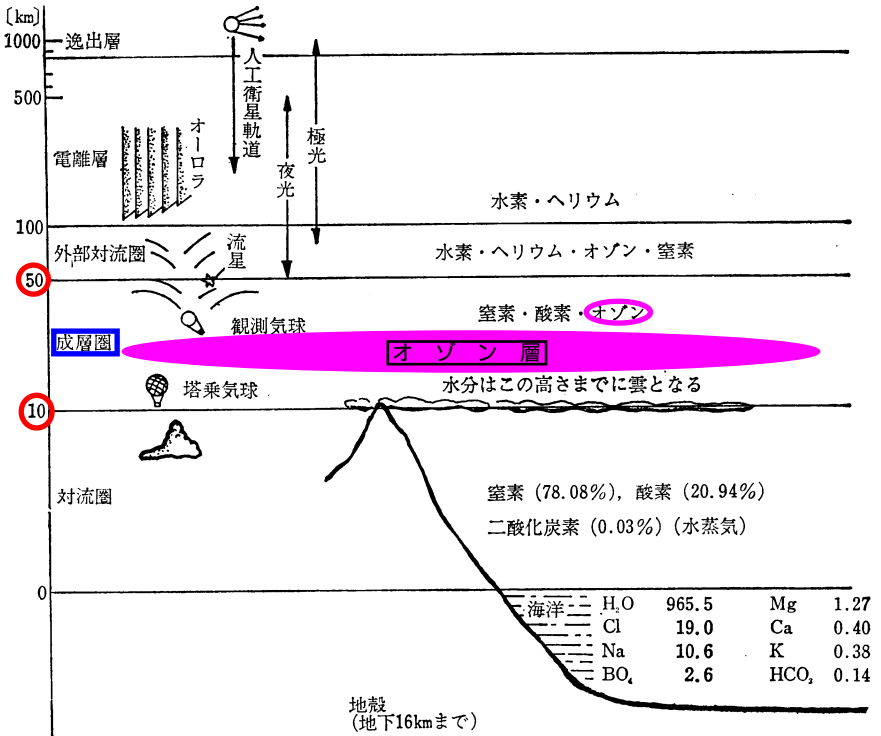 〔km〕
1000
逸出層
500
人工衛星軌道
オーロラ
極光
夜光
電離層
水素・ヘリウム
100
外部対流圏
流星
水素・ヘリウム・オゾン・窒素
50
窒素・酸素・オゾン
観測気球
成層圏
オゾン層
塔乗気球
水分はこの高さまでに雲となる
10
対流圏
窒素 (78.08%), 酸素 (20.94%)
二酸化炭素 (0.03%) (水蒸気)
0
海洋
H₂O 965.5 Mg 1.27
Cl 19.0 Ca 0.40
Na 10.6 K 0.38
BO₄ 2.6 HCO₂ 0.14
地殻
(地下16kmまで)